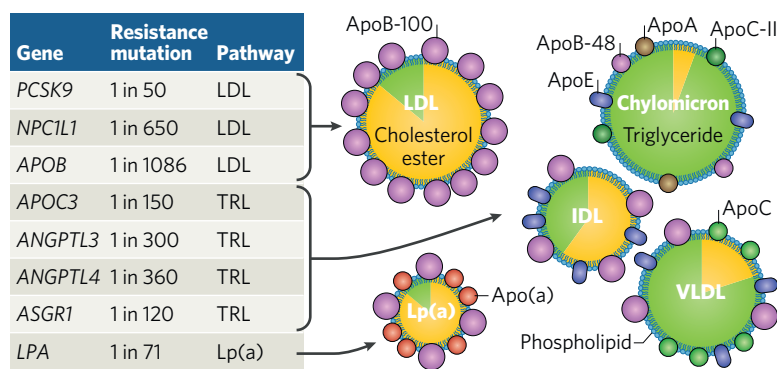 Gene Resistance mutation Pathway
PCSK9 1 in 50 LDL
NPC1L1 1 in 650 LDL
APOB 1 in 1086 LDL
APOC3 1 in 150 TRL
ANGPTL3 1 in 300 TRL
ANGPTL4 1 in 360 TRL
ASGR1 1 in 120 TRL
LPA 1 in 71 Lp(a)
ApoB-100
LDL
Cholesterol
ester
ApoB-48
ApoA
ApoC-II
ApoE
Chylomicron
Triglyceride
IDL
ApoC
VLDL
Phospholipid
Apo(a)
Lp(a)